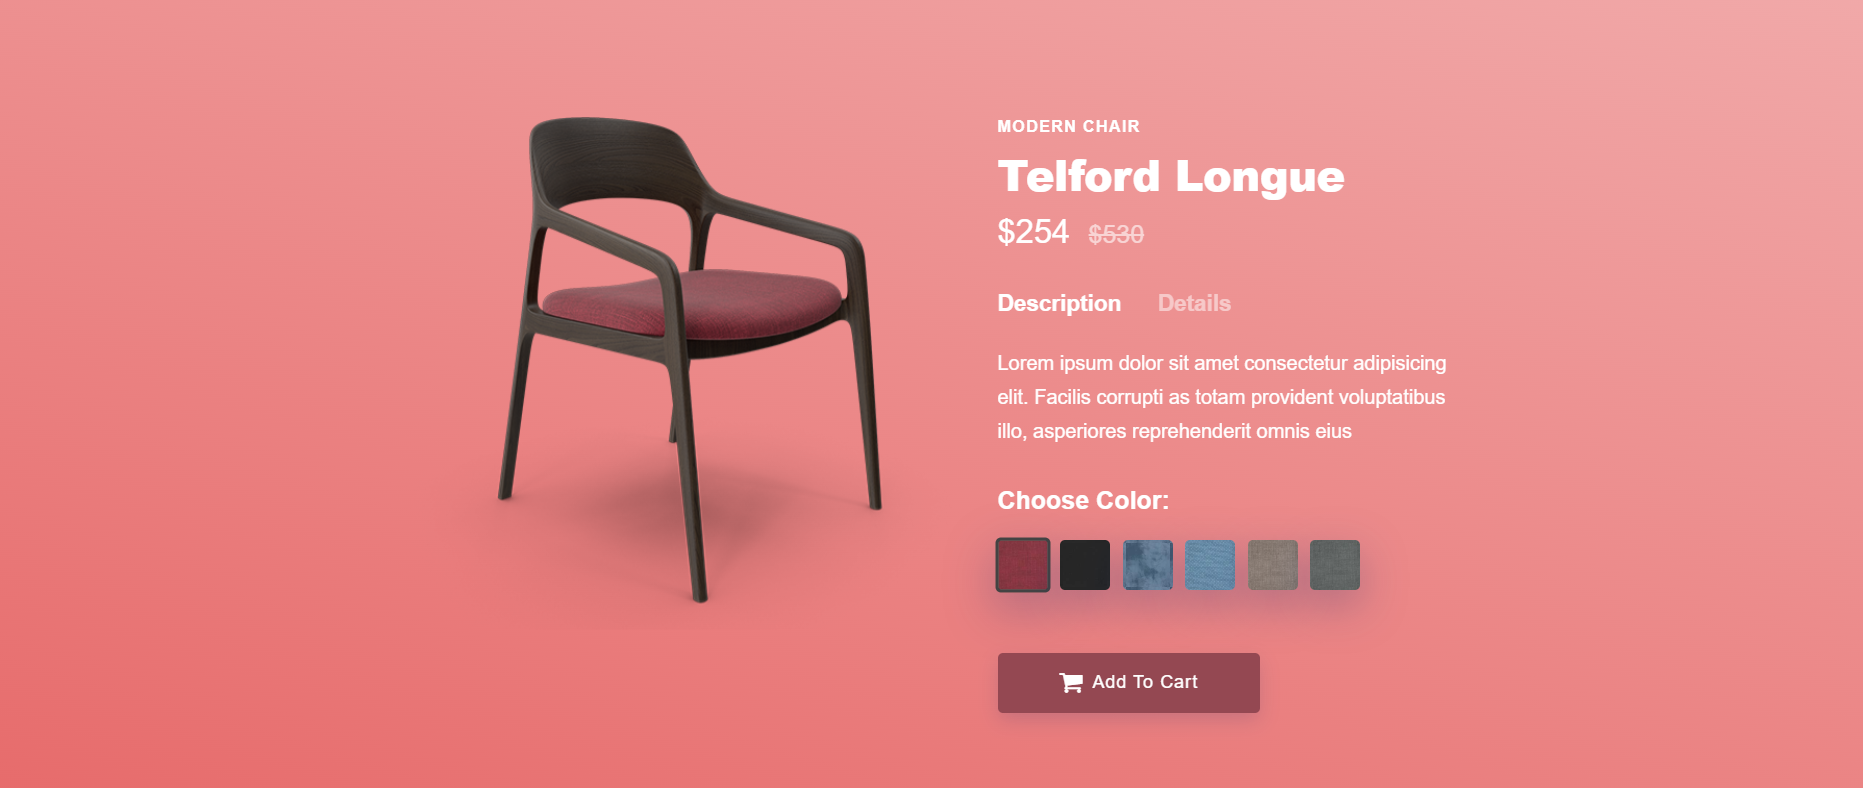 MODERN CHAIR
Telford Longue
$254 $530
Description Details
Lorem ipsum dolor sit amet consectetur adipisicing
elit. Facilis corrupti as totam provident voluptatibus
illo, asperiores reprehenderit omnis eius
Choose Color:
Add To Cart